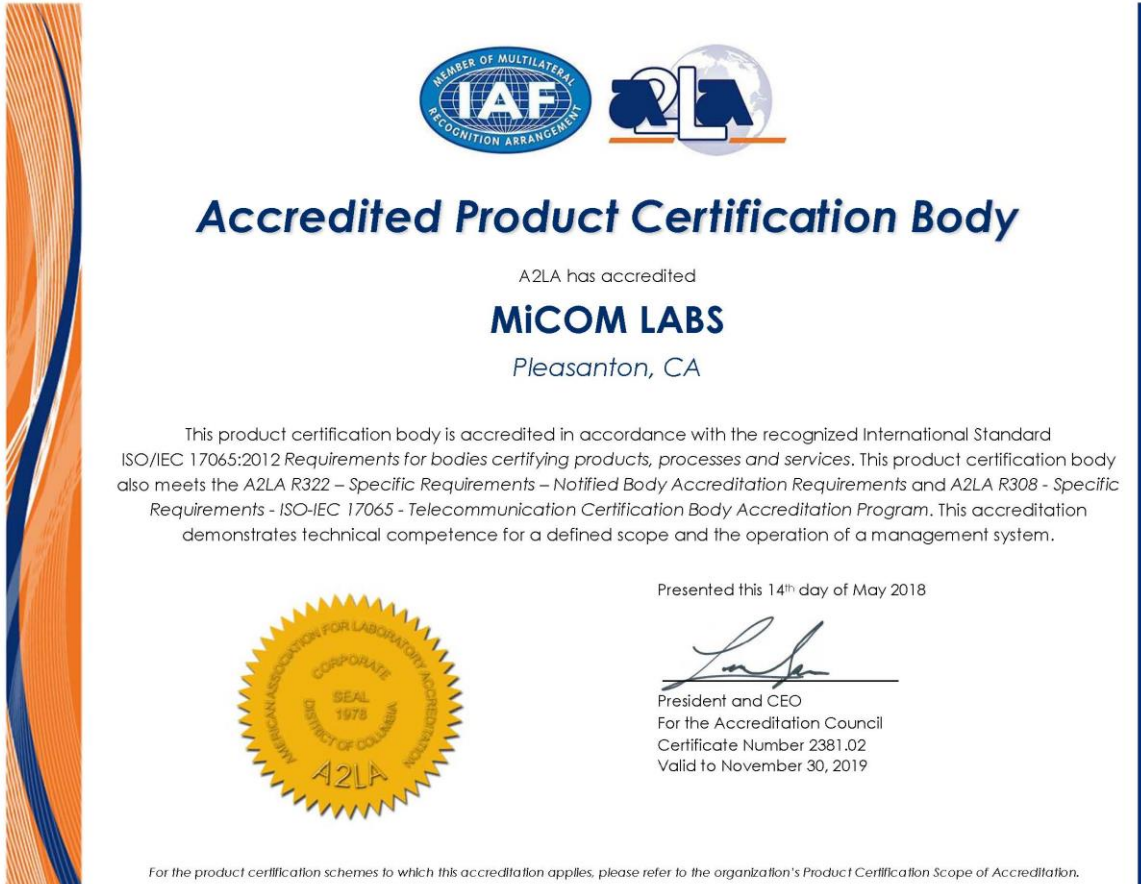 MEMBER OF MULTILATERAL
IAF
RECOGNITION ARRANGEMENT
a2La
Accredited Product Certification Body
A2LA has accredited
MiCOM LABS
Pleasanton, CA
This product certification body is accredited in accordance with the recognized International Standard
ISO/IEC 17065:2012 Requirements for bodies certifying products, processes and services. This product certification body
also meets the A2LA R322 – Specific Requirements – Notified Body Accreditation Requirements and A2LA R308 - Specific
Requirements - ISO-IEC 17065 - Telecommunication Certification Body Accreditation Program. This accreditation
demonstrates technical competence for a defined scope and the operation of a management system.
AMERICAN ASSOCIATION FOR LABORATORY ACCREDITATION
CORPORATE
SEAL
1978
DISTRICT OF COLUMBIA
A2LA
Presented this 14th day of May 2018
President and CEO
For the Accreditation Council
Certificate Number 2381.02
Valid to November 30, 2019
For the product certification schemes to which this accreditation applies, please refer to the organization's Product Certification Scope of Accreditation.